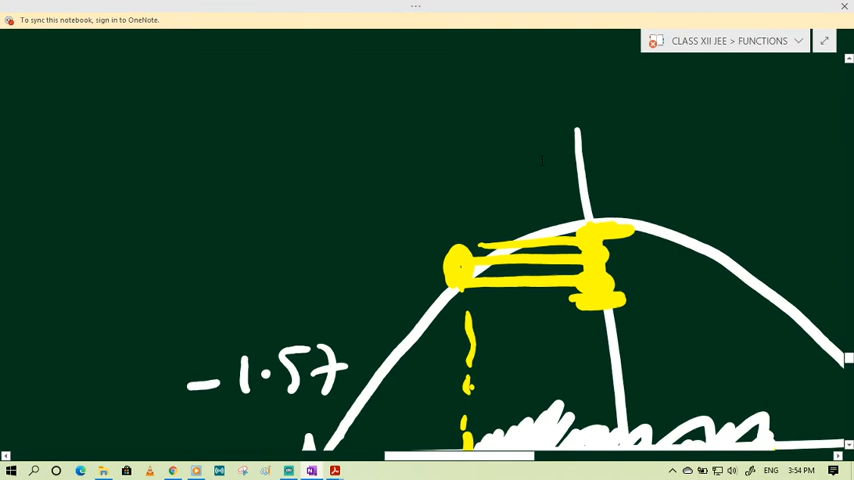 To sync this notebook, sign in to OneNote.
CLASS XII JEE > FUNCTIONS
-1.57
ENG
3:54 PM